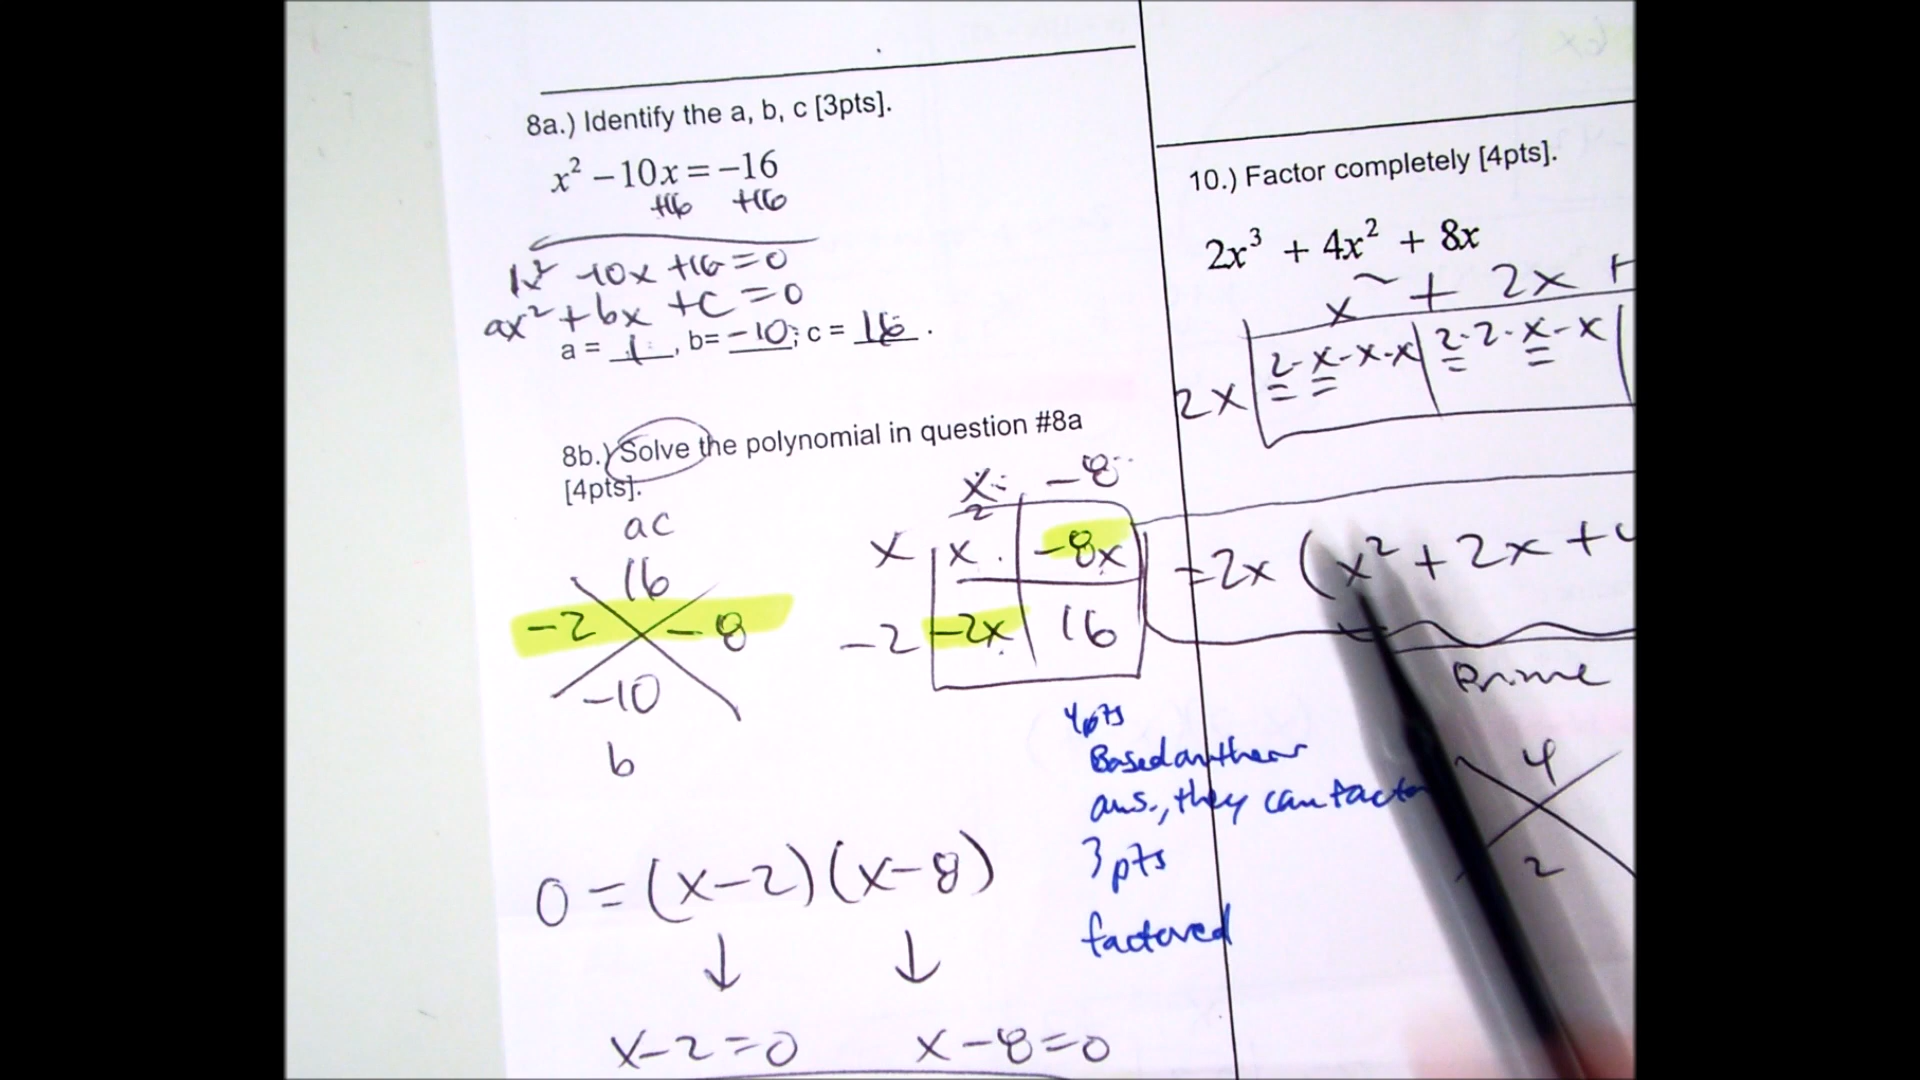 8a.) Identify the a, b, c [3pts].
x² − 10x = −16
+16 +16
1x² -10x +16 = 0
ax² + bx + c = 0
a = 1, b= -10; c = 16.
8b.) Solve the polynomial in question #8a
[4pts].
ac
16
-2 -8
-10
b
x -8
x x² -8x
-2 -2x 16
4pts
Based on their
ans., they can factor
3pts
factored
0 = (x-2)(x-8)
↓ ↓
x-2=0 x-8=0
10.) Factor completely [4pts].
2x³ + 4x² + 8x
x² + 2x +
2x 2·x·x·x 2·2·x·x
=2x (x² + 2x +
Prime
4
2